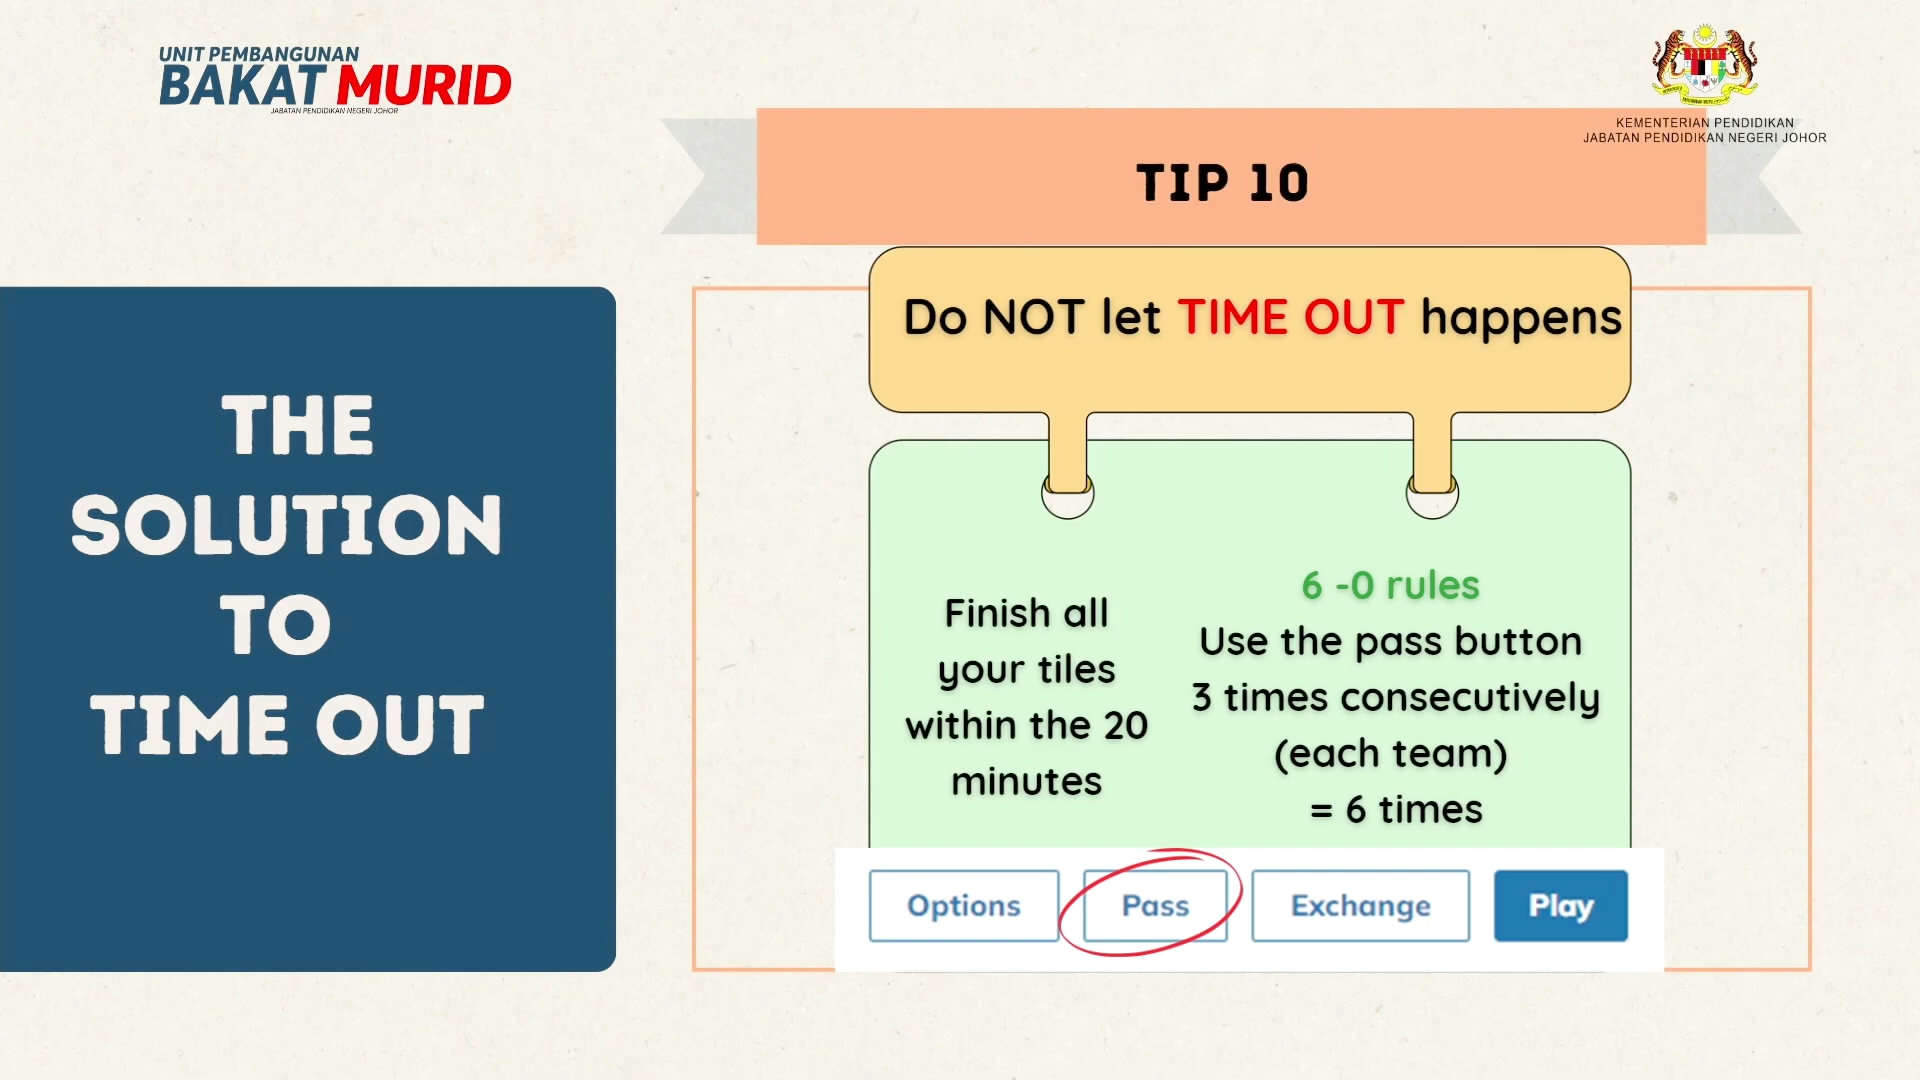 UNIT PEMBANGUNAN
BAKAT MURID
JABATAN PENDIDIKAN NEGERI JOHOR
KEMENTERIAN PENDIDIKAN
JABATAN PENDIDIKAN NEGERI JOHOR
TIP 10
THE
SOLUTION
TO
TIME OUT
Do NOT let TIME OUT happens
Finish all
your tiles
within the 20
minutes
6 -0 rules
Use the pass button
3 times consecutively
(each team)
= 6 times
Options
Pass
Exchange
Play